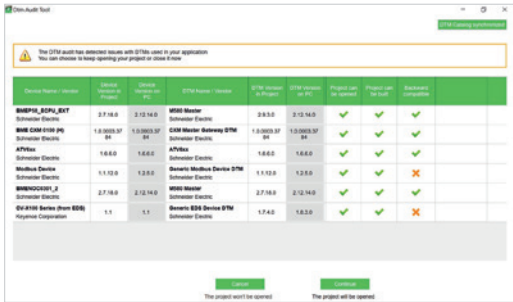 Dtm Audit Tool
DTM Catalog synchronized
The DTM audit has detected issues with DTMs used in your application
You can choose to keep opening your project or close it now
Device Name / Vendor
Device Version in Project
Device Version on PC
DTM Name / Vendor
DTM Version in Project
DTM Version on PC
Project can be opened
Project can be built
Backward compatible
BMEP58_ECPU_EXT
Schneider Electric
2.7.18.0
2.12.14.0
M580 Master
Schneider Electric
2.9.5.0
2.12.14.0
BME CXM 0100 (H)
Schneider Electric
1.0.0003.37
84
1.0.0003.37
84
CXM Master Gateway DTM
Schneider Electric
1.0.0003.37
84
1.0.0003.37
84
ATV6xx
Schneider Electric
1.6.6.0
1.6.6.0
ATV6xx
Schneider Electric
1.6.6.0
1.6.6.0
Modbus Device
Schneider Electric
1.1.12.0
1.2.5.0
Generic Modbus Device DTM
Schneider Electric
1.1.12.0
1.2.5.0
BMENOC0301_2
Schneider Electric
2.7.18.0
2.12.14.0
M580 Master
Schneider Electric
2.7.18.0
2.12.14.0
Schneider Electric
Keyence Corporation
1.1
1.1
Generic EDS Device DTM
Schneider Electric
1.7.4.0
1.8.3.0
Cancel
Continue
The project won't be opened
The project will be opened